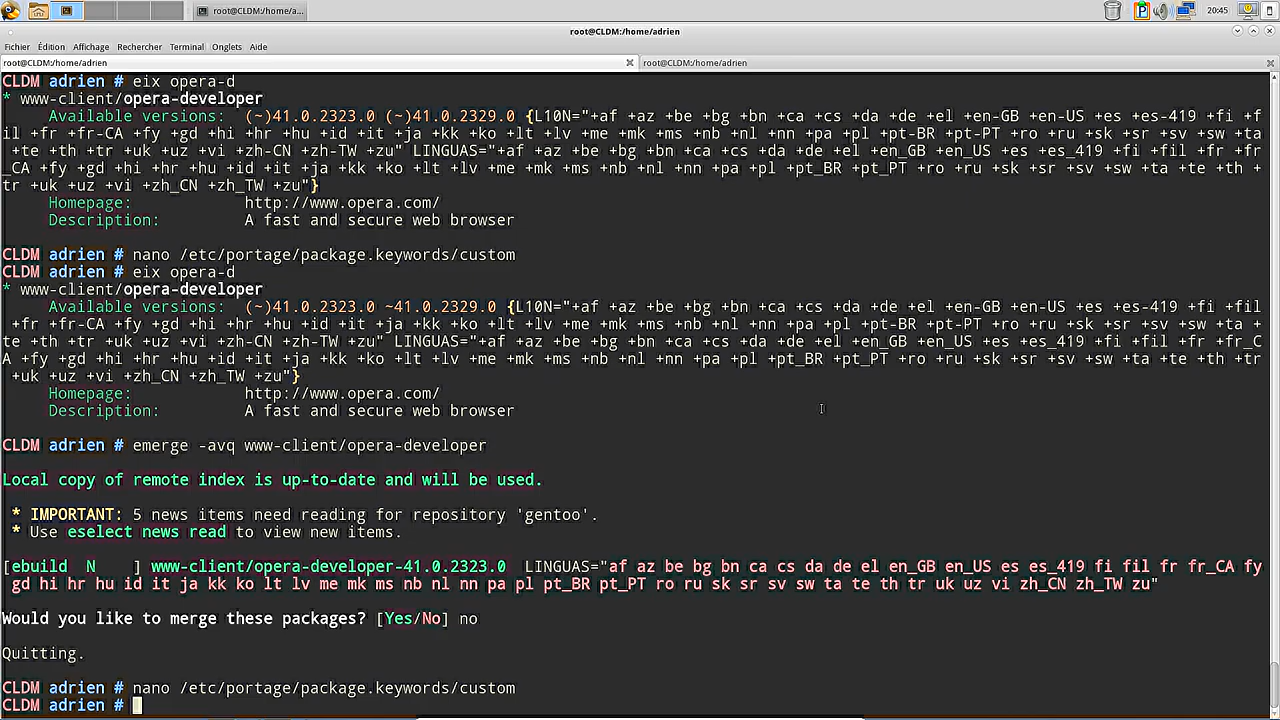 root@CLDM:/home/a...
20:45
root@CLDM:/home/adrien
Fichier Édition Affichage Rechercher Terminal Onglets Aide
root@CLDM:/home/adrien root@CLDM:/home/adrien
CLDM adrien # eix opera-d
* www-client/opera-developer
Available versions: (~)41.0.2323.0 (~)41.0.2329.0 {L10N="+af +az +be +bg +bn +ca +cs +da +de +el +en-GB +en-US +es +es-419 +fi +f
il +fr +fr-CA +fy +gd +hi +hr +hu +id +it +ja +kk +ko +lt +lv +me +mk +ms +nb +nl +nn +pa +pl +pt-BR +pt-PT +ro +ru +sk +sr +sv +sw +ta
+te +th +tr +uk +uz +vi +zh-CN +zh-TW +zu" LINGUAS="+af +az +be +bg +bn +ca +cs +da +de +el +en_GB +en_US +es +es_419 +fi +fil +fr +fr
_CA +fy +gd +hi +hr +hu +id +it +ja +kk +ko +lt +lv +me +mk +ms +nb +nl +nn +pa +pl +pt_BR +pt_PT +ro +ru +sk +sr +sv +sw +ta +te +th +
tr +uk +uz +vi +zh_CN +zh_TW +zu"}
Homepage: http://www.opera.com/
Description: A fast and secure web browser
CLDM adrien # nano /etc/portage/package.keywords/custom
CLDM adrien # eix opera-d
* www-client/opera-developer
Available versions: (~)41.0.2323.0 ~41.0.2329.0 {L10N="+af +az +be +bg +bn +ca +cs +da +de +el +en-GB +en-US +es +es-419 +fi +fil
+fr +fr-CA +fy +gd +hi +hr +hu +id +it +ja +kk +ko +lt +lv +me +mk +ms +nb +nl +nn +pa +pl +pt-BR +pt-PT +ro +ru +sk +sr +sv +sw +ta +
te +th +tr +uk +uz +vi +zh-CN +zh-TW +zu" LINGUAS="+af +az +be +bg +bn +ca +cs +da +de +el +en_GB +en_US +es +es_419 +fi +fil +fr +fr_C
A +fy +gd +hi +hr +hu +id +it +ja +kk +ko +lt +lv +me +mk +ms +nb +nl +nn +pa +pl +pt_BR +pt_PT +ro +ru +sk +sr +sv +sw +ta +te +th +tr
+uk +uz +vi +zh_CN +zh_TW +zu"}
Homepage: http://www.opera.com/
Description: A fast and secure web browser
CLDM adrien # emerge -avq www-client/opera-developer
Local copy of remote index is up-to-date and will be used.
* IMPORTANT: 5 news items need reading for repository 'gentoo'.
* Use eselect news read to view new items.
[ebuild N ] www-client/opera-developer-41.0.2323.0 LINGUAS="af az be bg bn ca cs da de el en_GB en_US es es_419 fi fil fr fr_CA fy
gd hi hr hu id it ja kk ko lt lv me mk ms nb nl nn pa pl pt_BR pt_PT ro ru sk sr sv sw ta te th tr uk uz vi zh_CN zh_TW zu"
Would you like to merge these packages? [Yes/No] no
Quitting.
CLDM adrien # nano /etc/portage/package.keywords/custom
CLDM adrien #